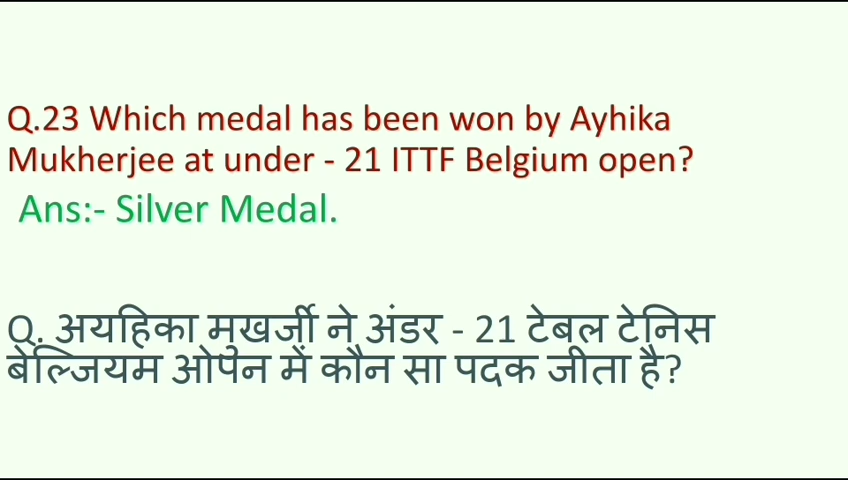 Q.23 Which medal has been won by Ayhika
Mukherjee at under - 21 ITTF Belgium open?
Ans:- Silver Medal.
Q. अयहिका मुखर्जी ने अंडर - 21 टेबल टेनिस
बेल्जियम ओपेन में कौन सा पदक जीता है?